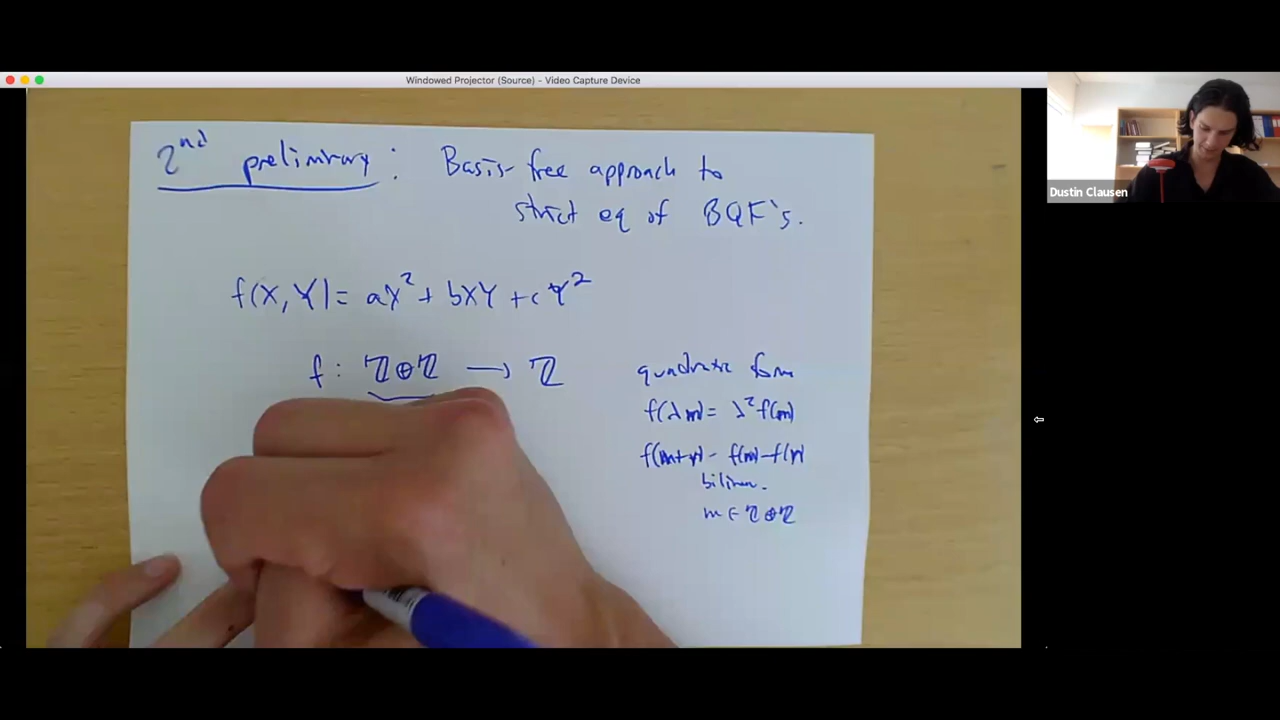 Windowed Projector (Source) - Video Capture Device
2nd preliminary: Basis-free approach to
strict eq of BQF's.
f(X,Y) = aX² + bXY + cY²
f: ℤ⊕ℤ → ℤ
quadratic form
f(λm) = λ²f(m)
f(m+n) - f(m) - f(n)
bilinear.
m ∈ ℤ⊕ℤ
Dustin Clausen